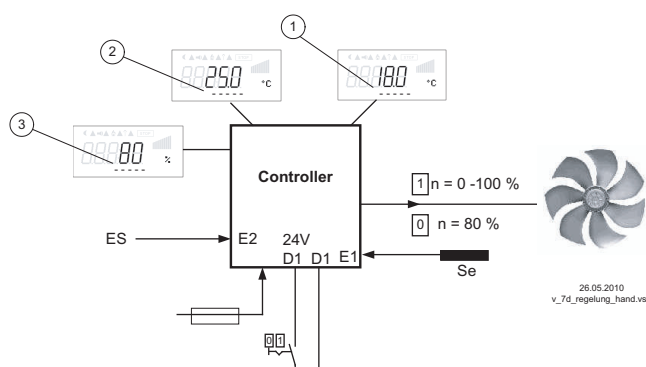 1
2
25.0 °C
18.0 °C
3
80 %
Controller
1 n = 0 -100 %
0 n = 80 %
ES
E2
24V
D1 D1 E1
Se
0 1
26.05.2010
v_7d_regelung_hand.vs